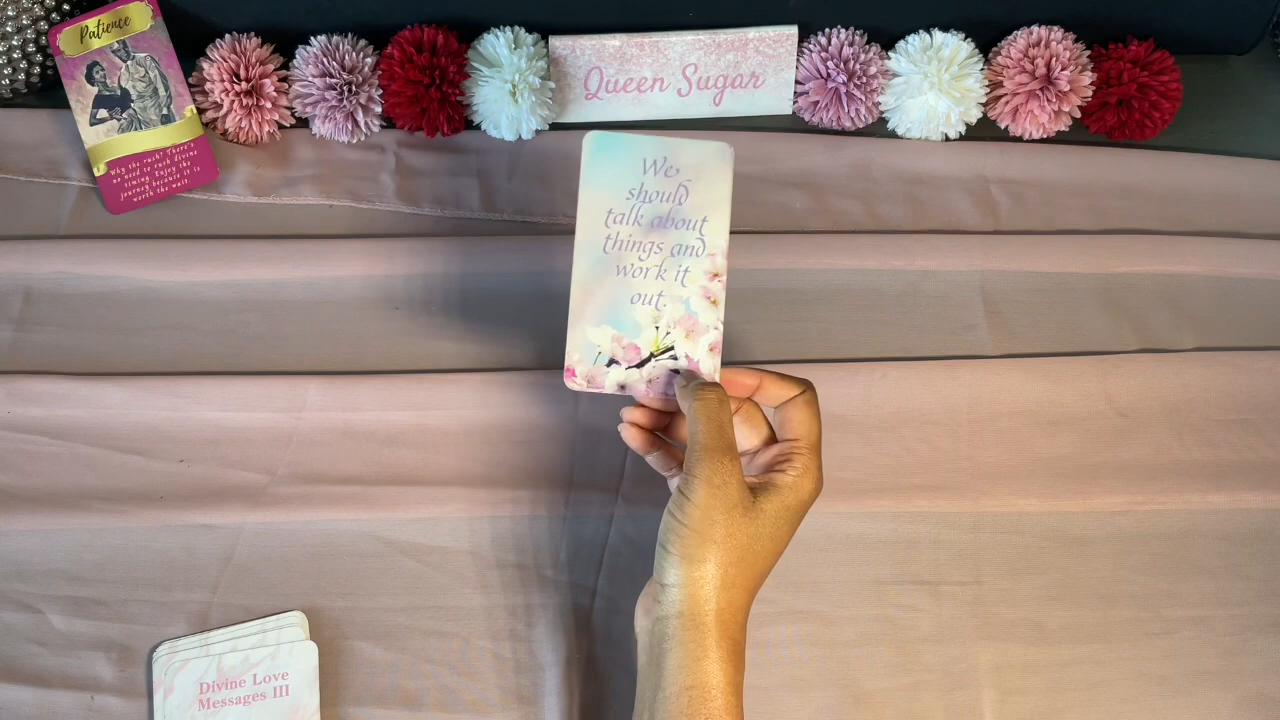 Patience
Why the rush? There's
no need to rush divine
timing. Enjoy the
journey because it is
worth the wait.
Queen Sugar
We
should
talk about
things and
work it
out.
Divine Love
Messages III